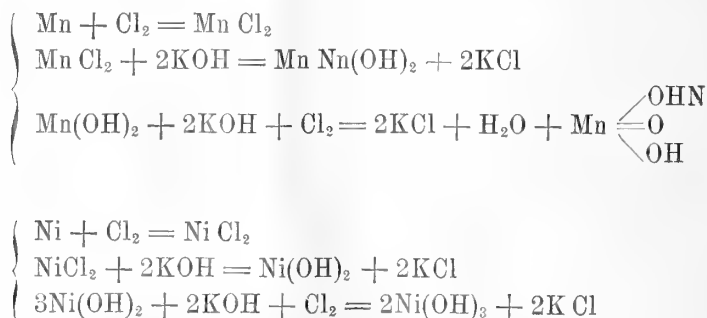 Mn + Cl₂ = Mn Cl₂
Mn Cl₂ + 2KOH = Mn Nn(OH)₂ + 2KCl
OHN
Mn(OH)₂ + 2KOH + Cl₂ = 2KCl + H₂O + Mn = O
OH
Ni + Cl₂ = Ni Cl₂
NiCl₂ + 2KOH = Ni(OH)₂ + 2KCl
3Ni(OH)₂ + 2KOH + Cl₂ = 2Ni(OH)₃ + 2K Cl